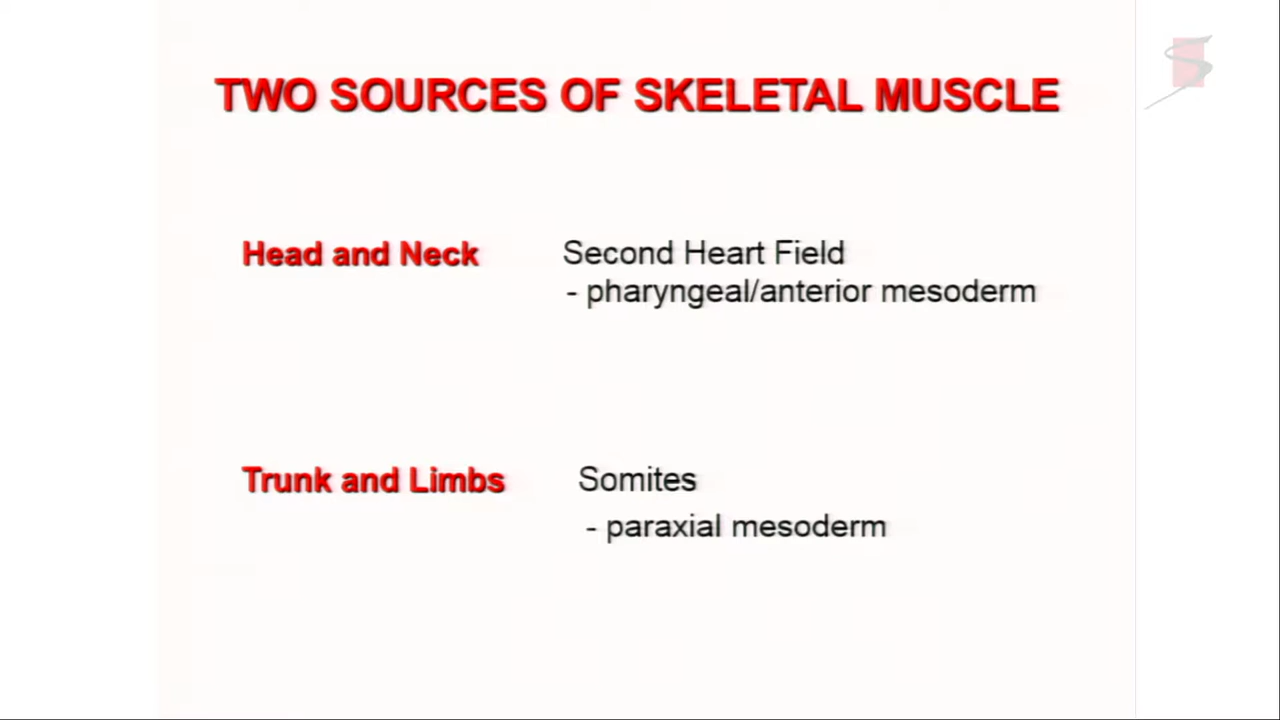 TWO SOURCES OF SKELETAL MUSCLE
Head and Neck Second Heart Field
- pharyngeal/anterior mesoderm
Trunk and Limbs Somites
- paraxial mesoderm